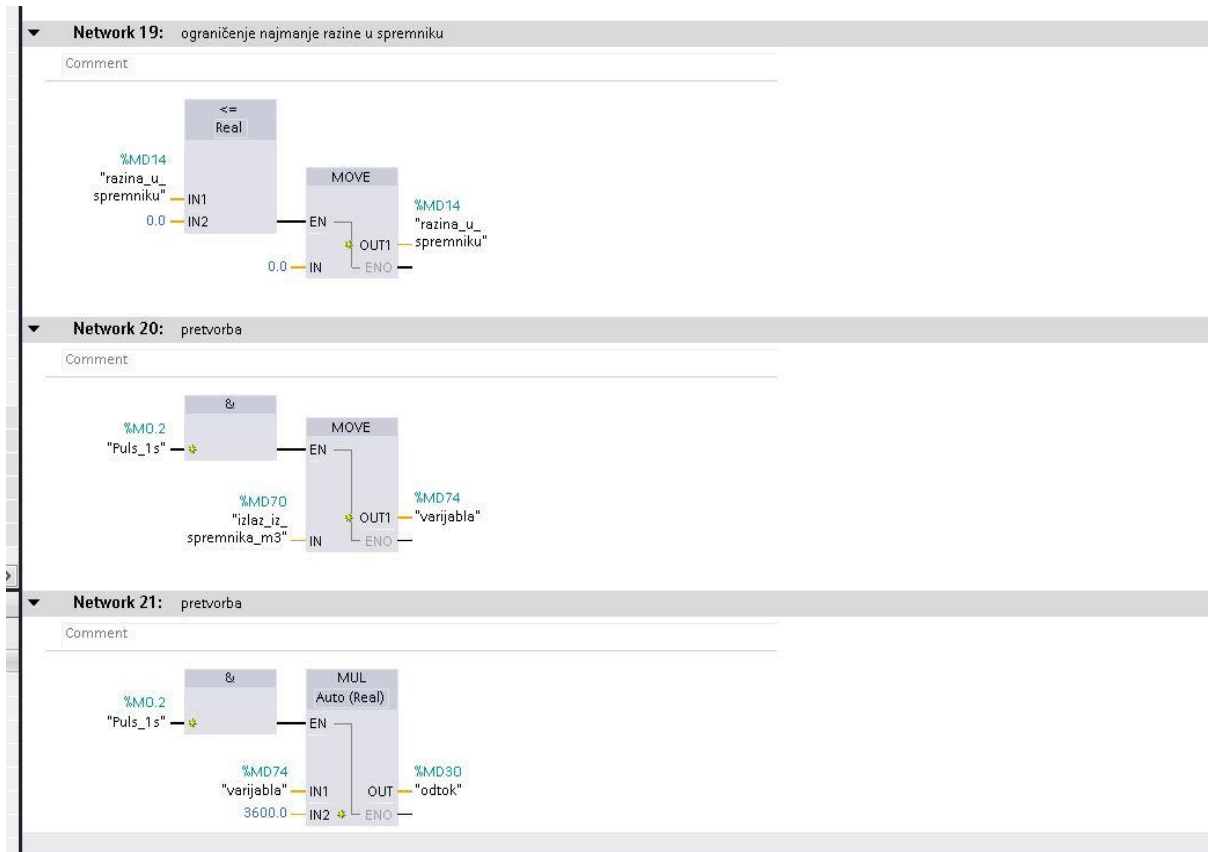 Network 19: ograničenje najmanje razine u spremniku
Comment
<=
Real
%MD14
"razina_u_
spremniku"
IN1
0.0
IN2
MOVE
EN
%MD14
"razina_u_
spremniku"
OUT1
0.0
IN
ENO
Network 20: pretvorba
Comment
&
%M0.2
"Puls_1s"
MOVE
EN
%MD70
"izlaz_iz_
spremnika_m3"
IN
%MD74
"varijabla"
OUT1
ENO
Network 21: pretvorba
Comment
&
%M0.2
"Puls_1s"
MUL
Auto (Real)
EN
%MD74
"varijabla"
IN1
3600.0
IN2
%MD30
"odtok"
OUT
ENO